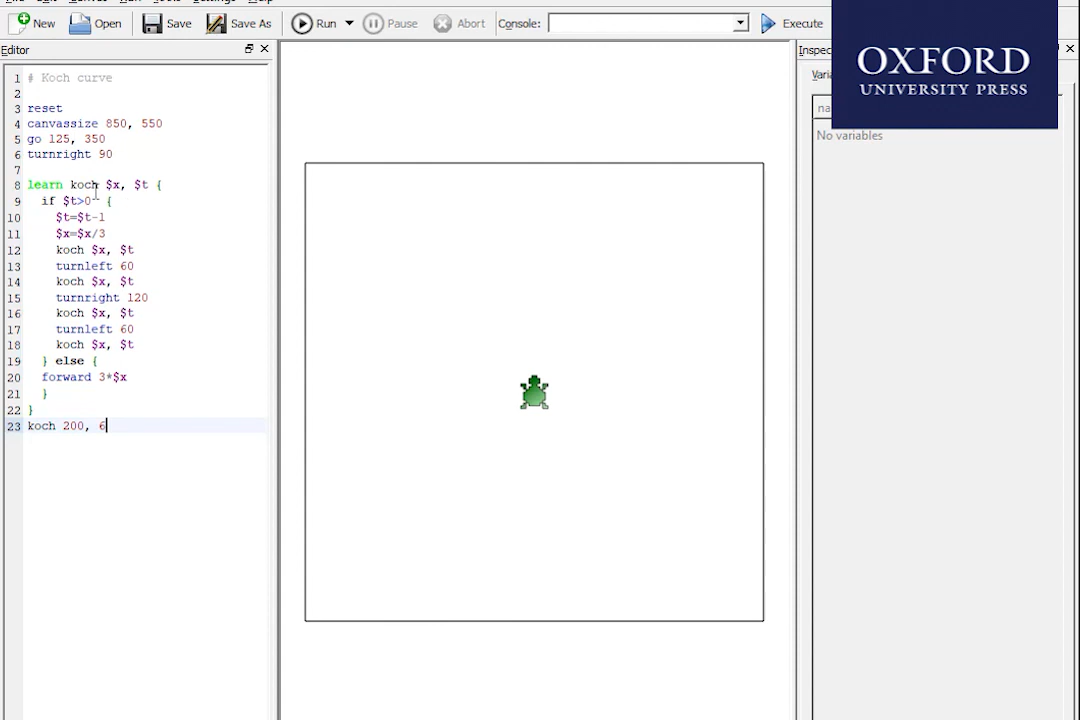 New Open Save Save As Run Pause Abort Console: Execute
Editor
Inspec
OXFORD
UNIVERSITY PRESS
Varia
na
No variables
1 # Koch curve
2
3 reset
4 canvassize 850, 550
5 go 125, 350
6 turnright 90
7
8 learn koch $x, $t {
9 if $t>0 {
10 $t=$t-1
11 $x=$x/3
12 koch $x, $t
13 turnleft 60
14 koch $x, $t
15 turnright 120
16 koch $x, $t
17 turnleft 60
18 koch $x, $t
19 } else {
20 forward 3*$x
21 }
22 }
23 koch 200, 6